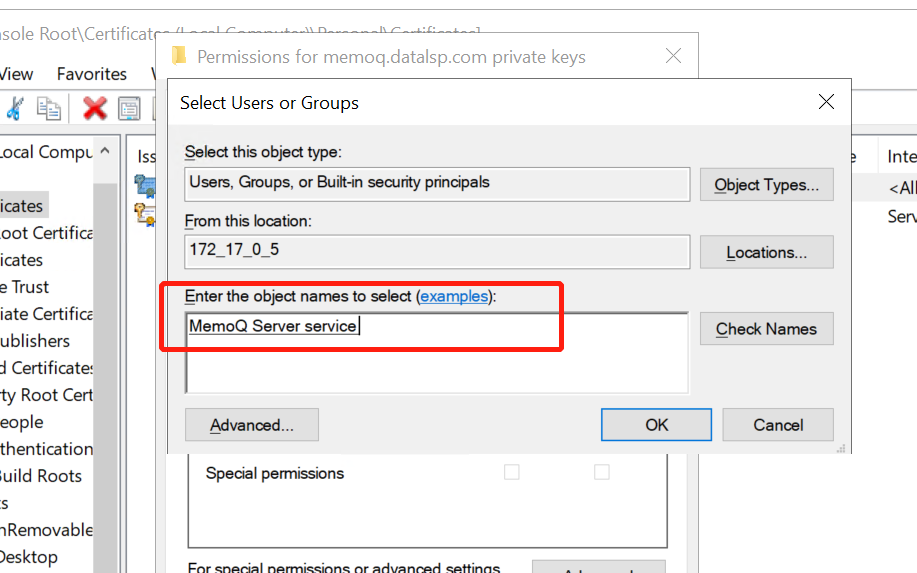 nsole Root\Certificates (Local Computer)\Personal\Certificates]
View Favorites
Permissions for memoq.datalsp.com private keys
Select Users or Groups
Select this object type:
Users, Groups, or Built-in security principals
Object Types...
From this location:
172_17_0_5
Locations...
Enter the object names to select (examples):
MemoQ Server service
Check Names
Advanced...
OK
Cancel
Special permissions
For special permissions or advanced settings,
Local Compu
icates
oot Certifica
icates
e Trust
iate Certifica
ublishers
d Certificates
rty Root Cert
eople
thentication
uild Roots
ts
nRemovable
Desktop
Iss
e
Inte
<All
Serv